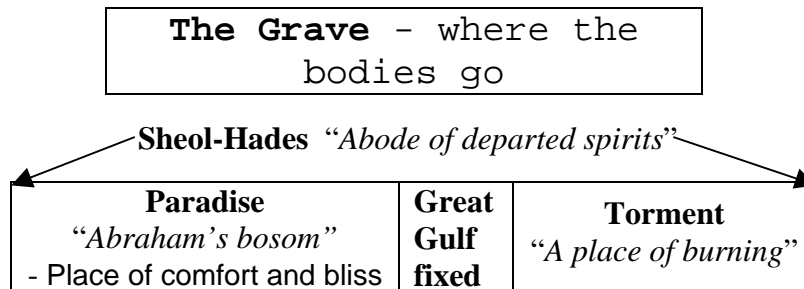 The Grave - where the
bodies go
Sheol-Hades “Abode of departed spirits”
Paradise
“Abraham’s bosom”
- Place of comfort and bliss
Great
Gulf
fixed
Torment
“A place of burning”